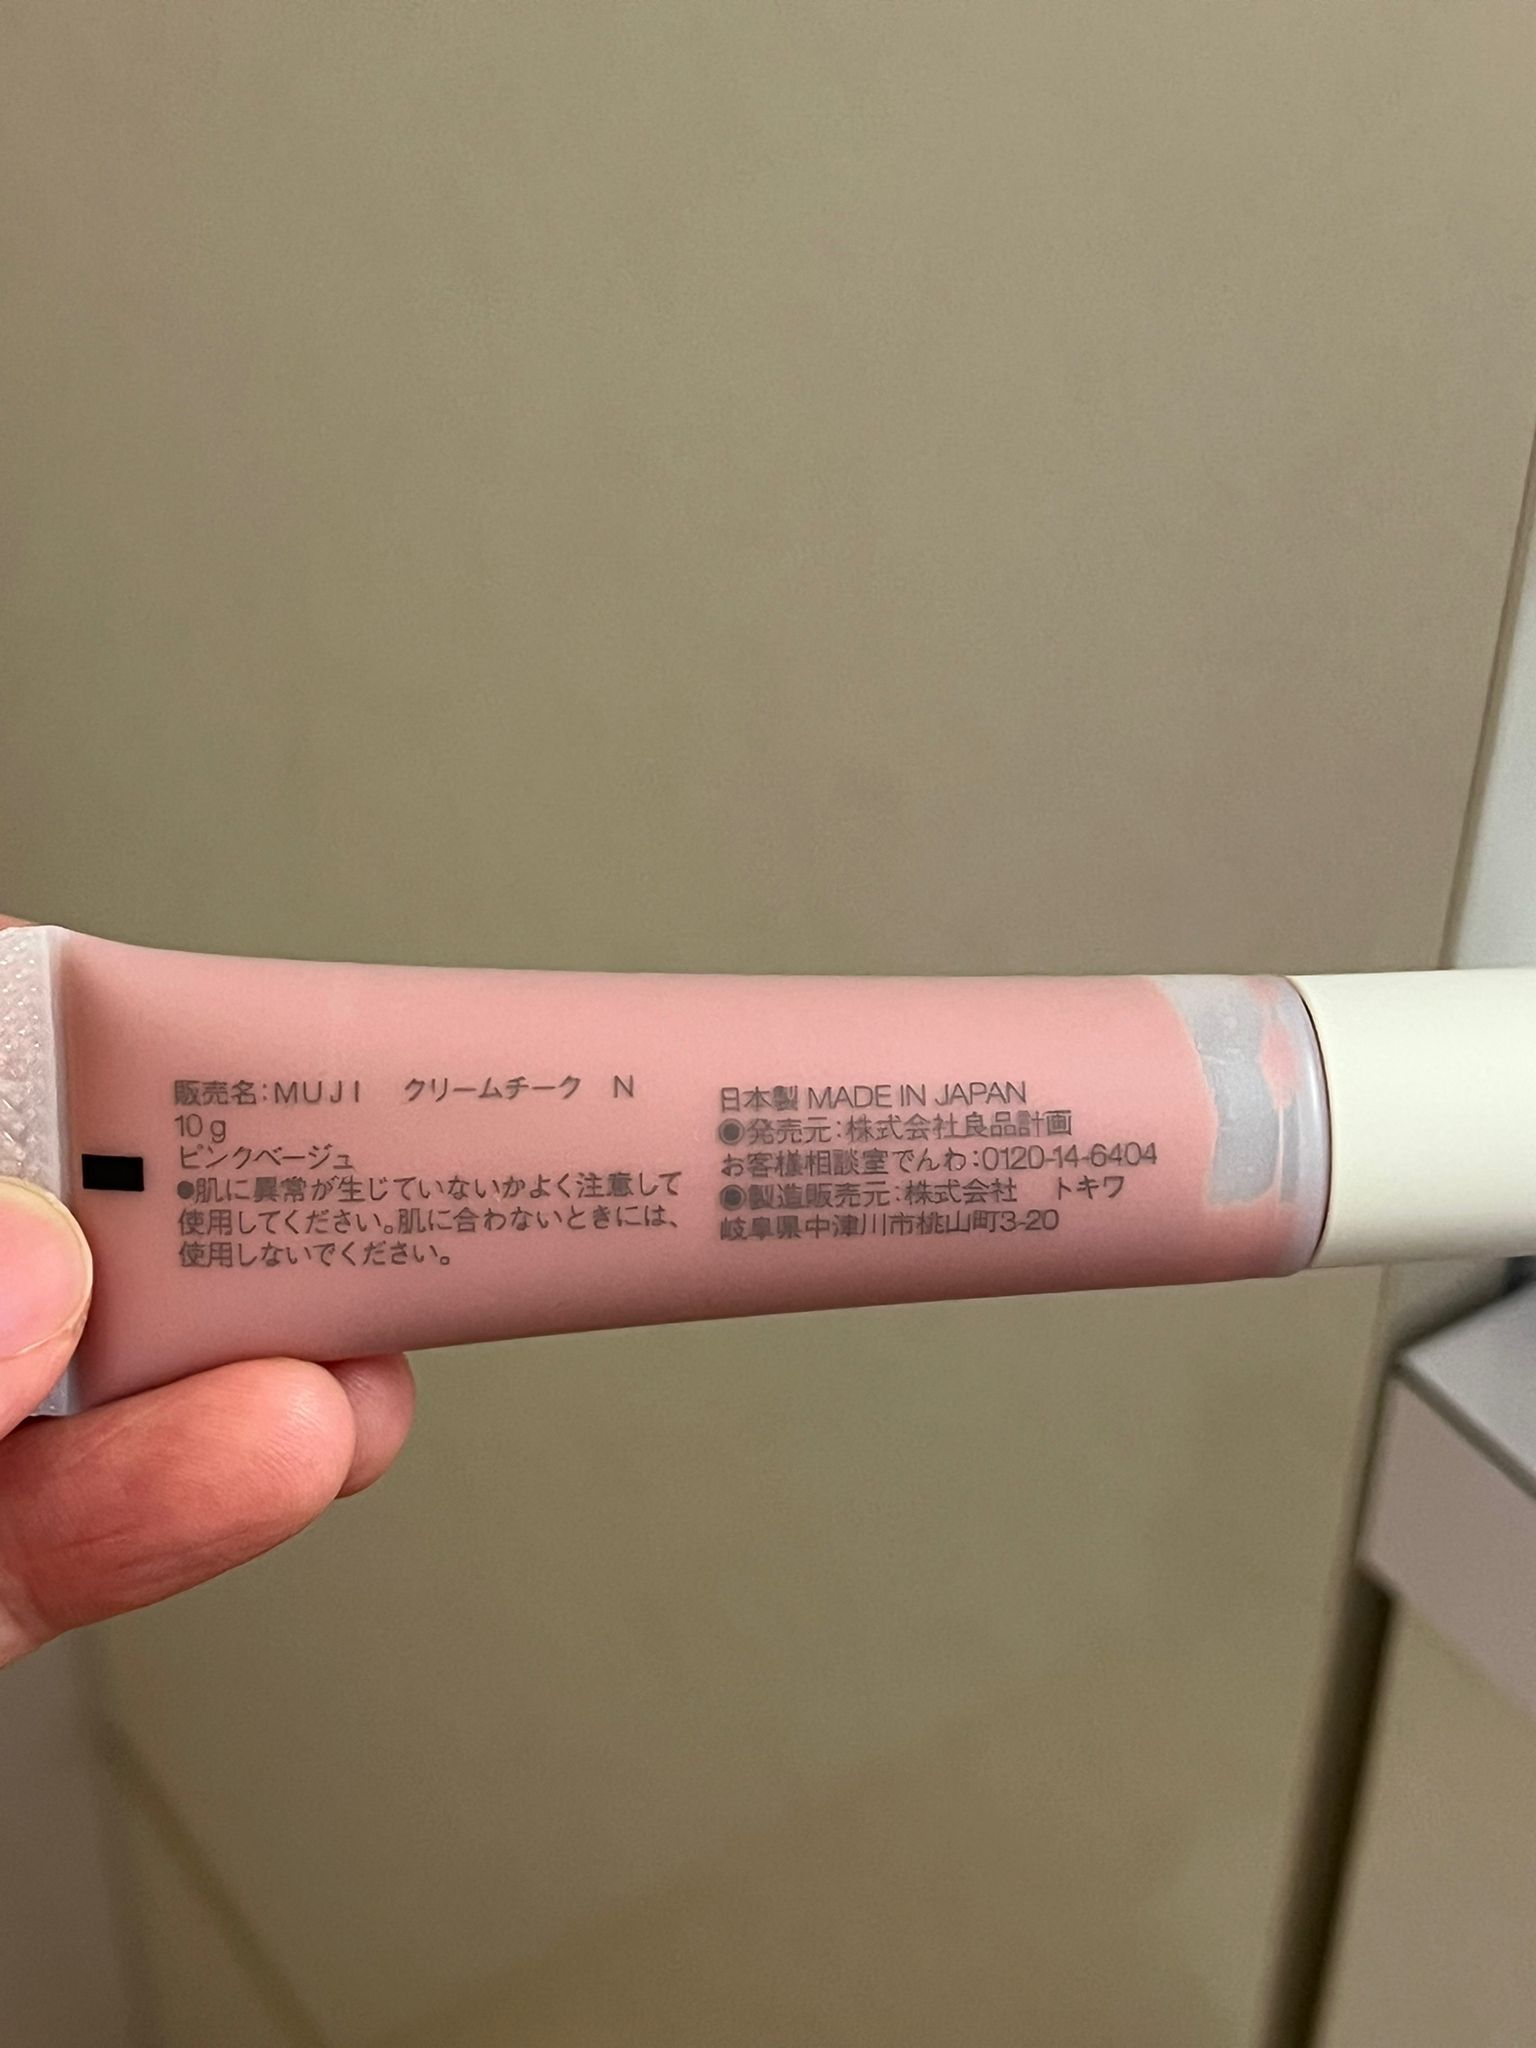 販売名:MUJI クリームチーク N
10g
ピンクベージュ
●肌に異常が生じていないかよく注意して
使用してください。肌に合わないときには、
使用しないでください。
日本製 MADE IN JAPAN
◉発売元:株式会社良品計画
お客様相談室でんわ:0120-14-6404
◉製造販売元:株式会社 トキワ
岐阜県中津川市桃山町3-20